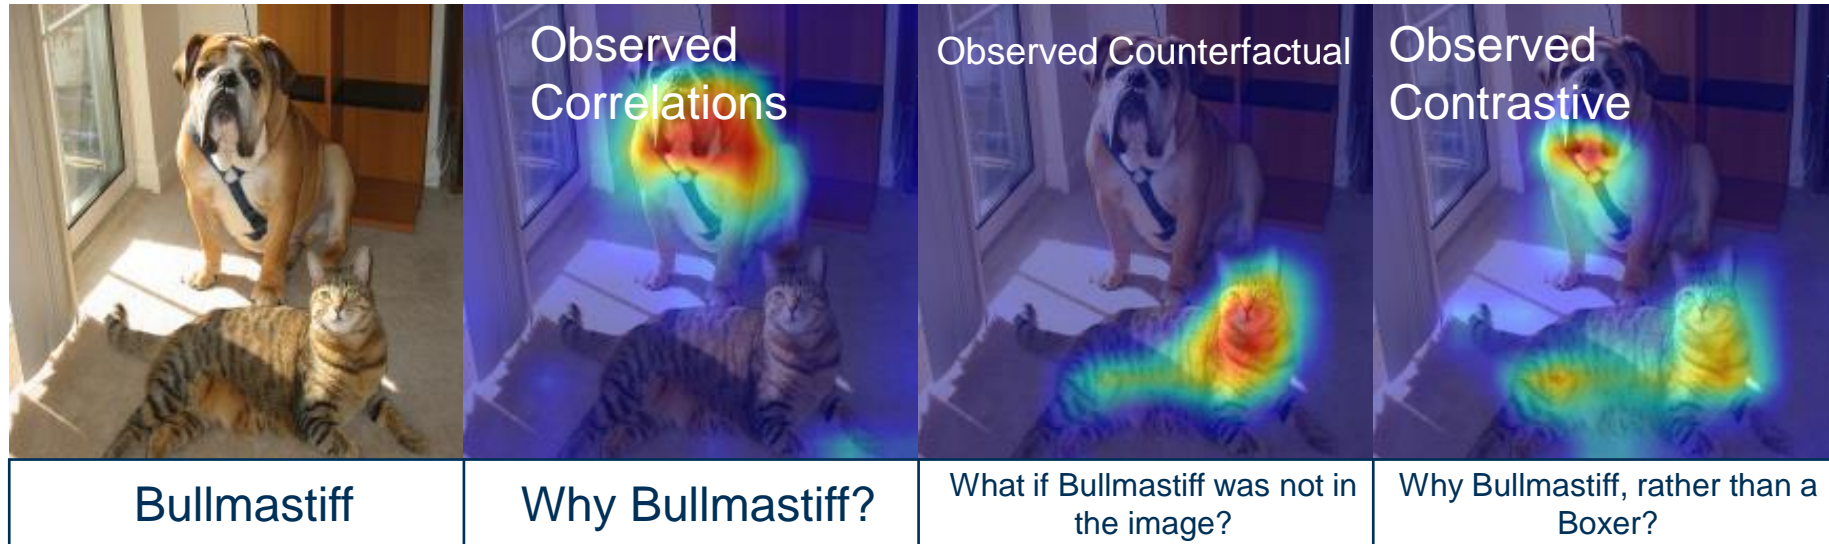 Observed
Correlations
Observed Counterfactual
Observed
Contrastive
Bullmastiff
Why Bullmastiff?
What if Bullmastiff was not in
the image?
Why Bullmastiff, rather than a
Boxer?